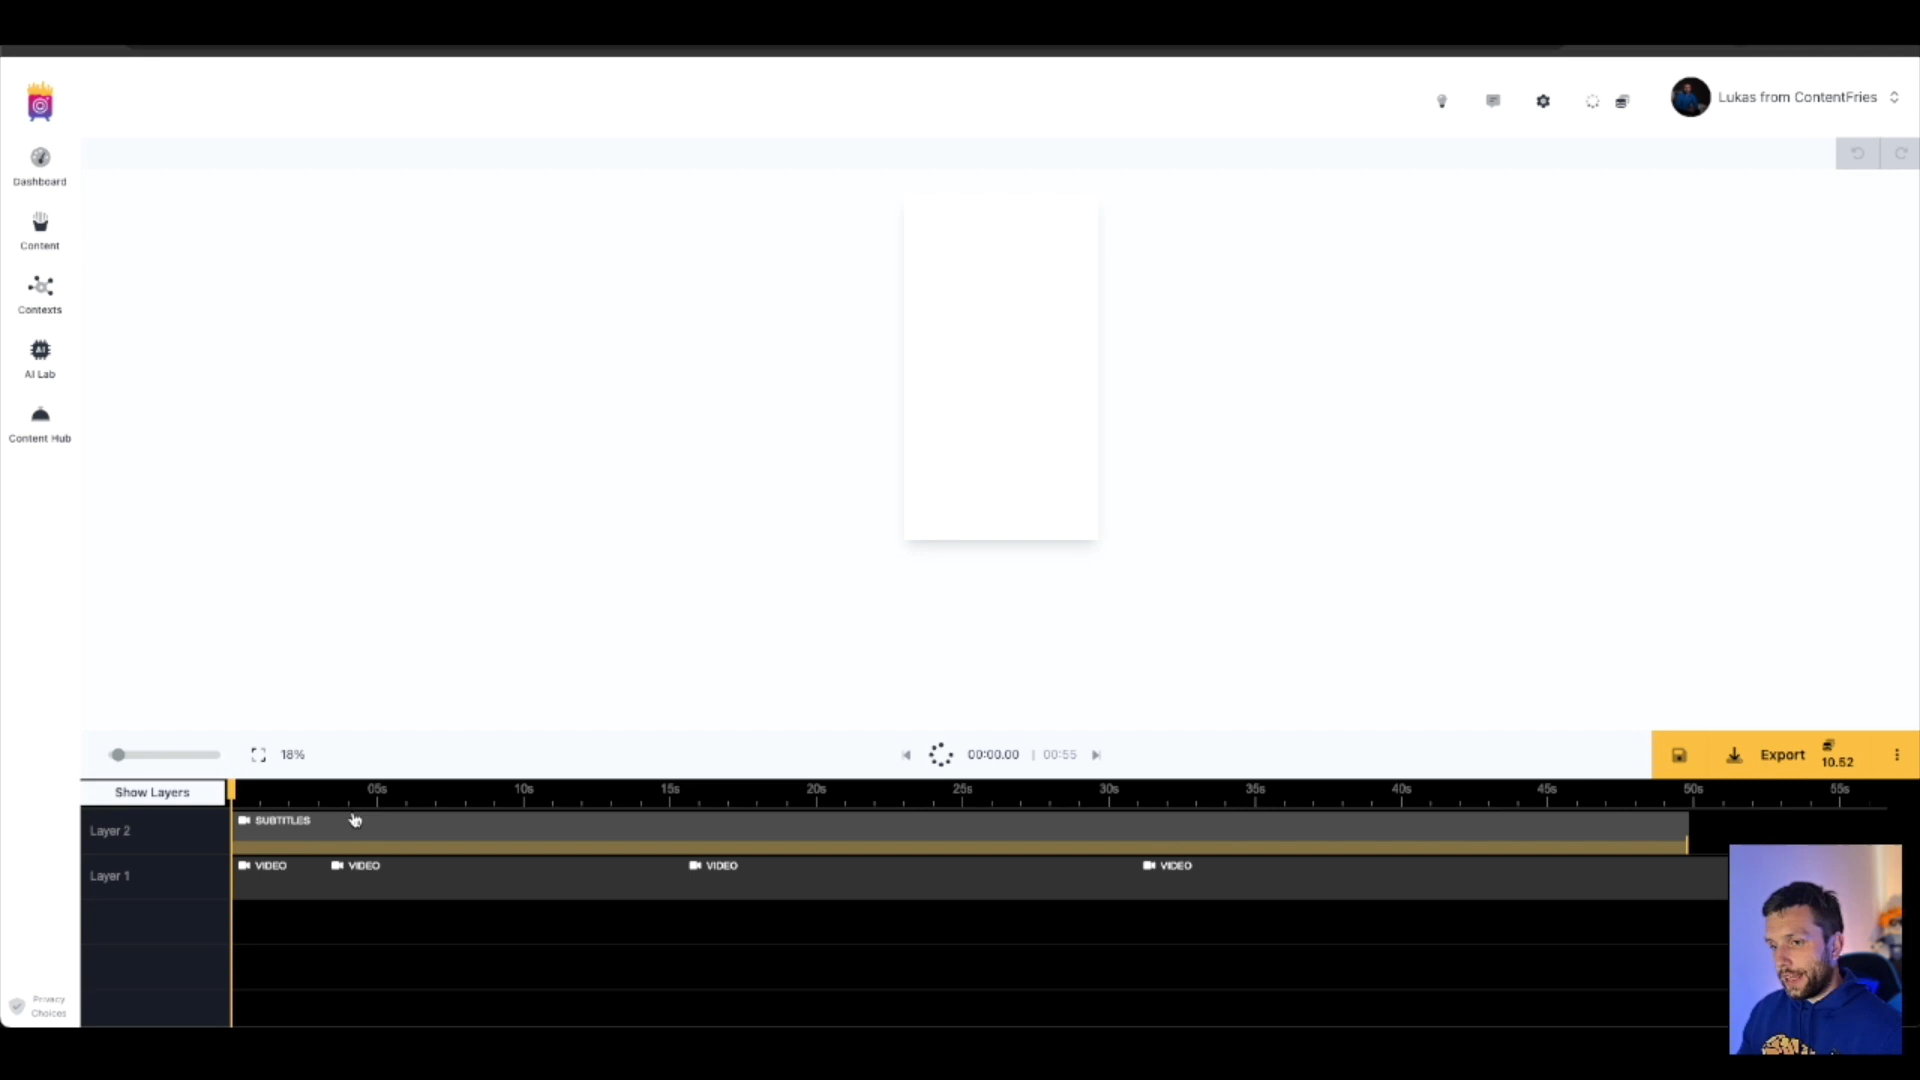 Lukas from ContentFries
Dashboard
Content
Contexts
AI Lab
AI
Content Hub
18%
00:00.00 | 00:55
Export
10.52
Show Layers
05s 10s 15s 20s 25s 30s 35s 40s 45s 50s 55s
Layer 2
SUBTITLES
Layer 1
VIDEO VIDEO VIDEO VIDEO
Privacy
Choices